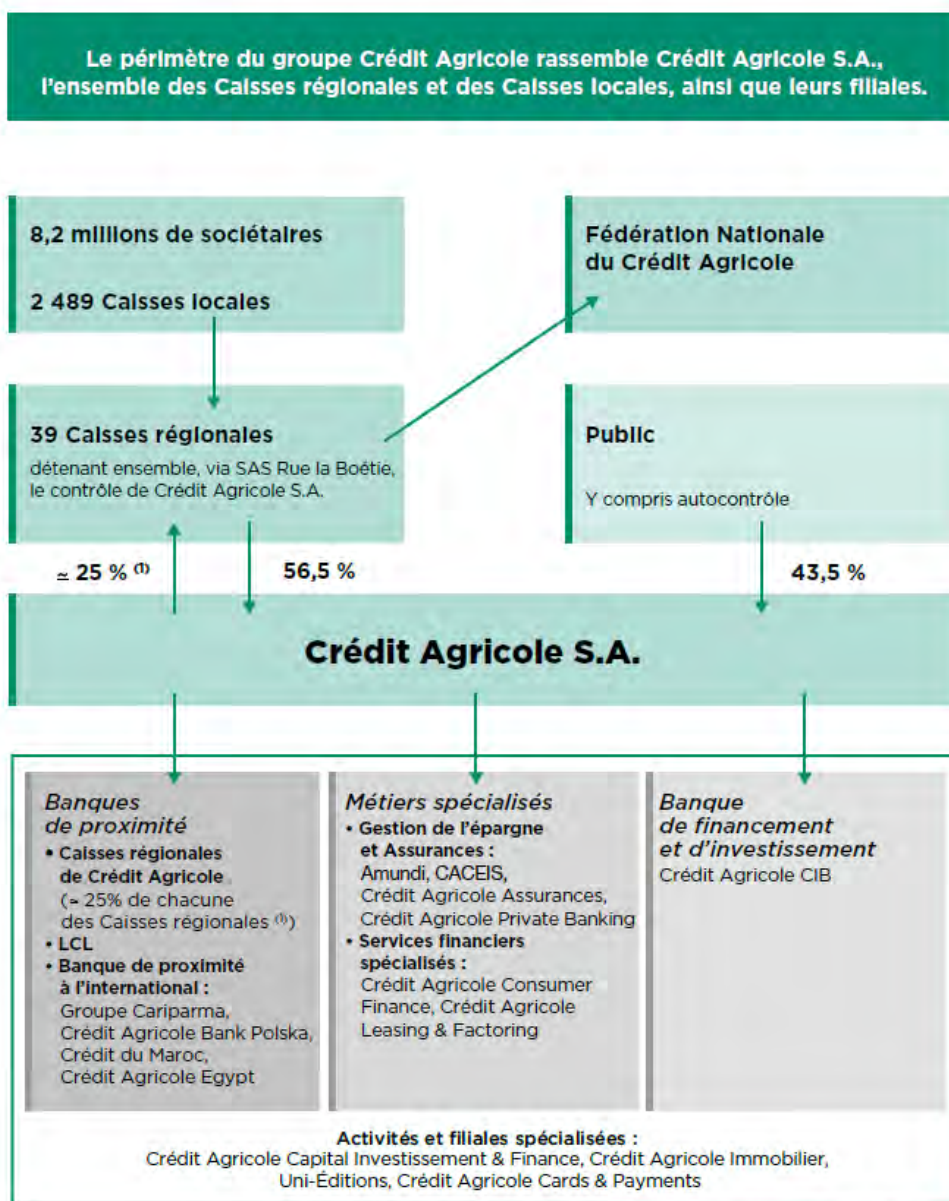 Le périmètre du groupe Crédit Agricole rassemble Crédit Agricole S.A.,
l'ensemble des Caisses régionales et des Caisses locales, ainsi que leurs filiales.
8,2 millions de sociétaires
2 489 Caisses locales
Fédération Nationale
du Crédit Agricole
39 Caisses régionales
détenant ensemble, via SAS Rue la Boétie,
le contrôle de Crédit Agricole S.A.
Public
Y compris autocontrôle
≃ 25 % (1)
56,5 %
43,5 %
Crédit Agricole S.A.
Banques
de proximité
• Caisses régionales
de Crédit Agricole
(≃ 25% de chacune
des Caisses régionales (1))
• LCL
• Banque de proximité
à l'international :
Groupe Cariparma,
Crédit Agricole Bank Polska,
Crédit du Maroc,
Crédit Agricole Egypt
Métiers spécialisés
• Gestion de l'épargne
et Assurances :
Amundi, CACEIS,
Crédit Agricole Assurances,
Crédit Agricole Private Banking
• Services financiers
spécialisés :
Crédit Agricole Consumer
Finance, Crédit Agricole
Leasing & Factoring
Banque
de financement
et d'investissement
Crédit Agricole CIB
Activités et filiales spécialisées :
Crédit Agricole Capital Investissement & Finance, Crédit Agricole Immobilier,
Uni-Éditions, Crédit Agricole Cards & Payments